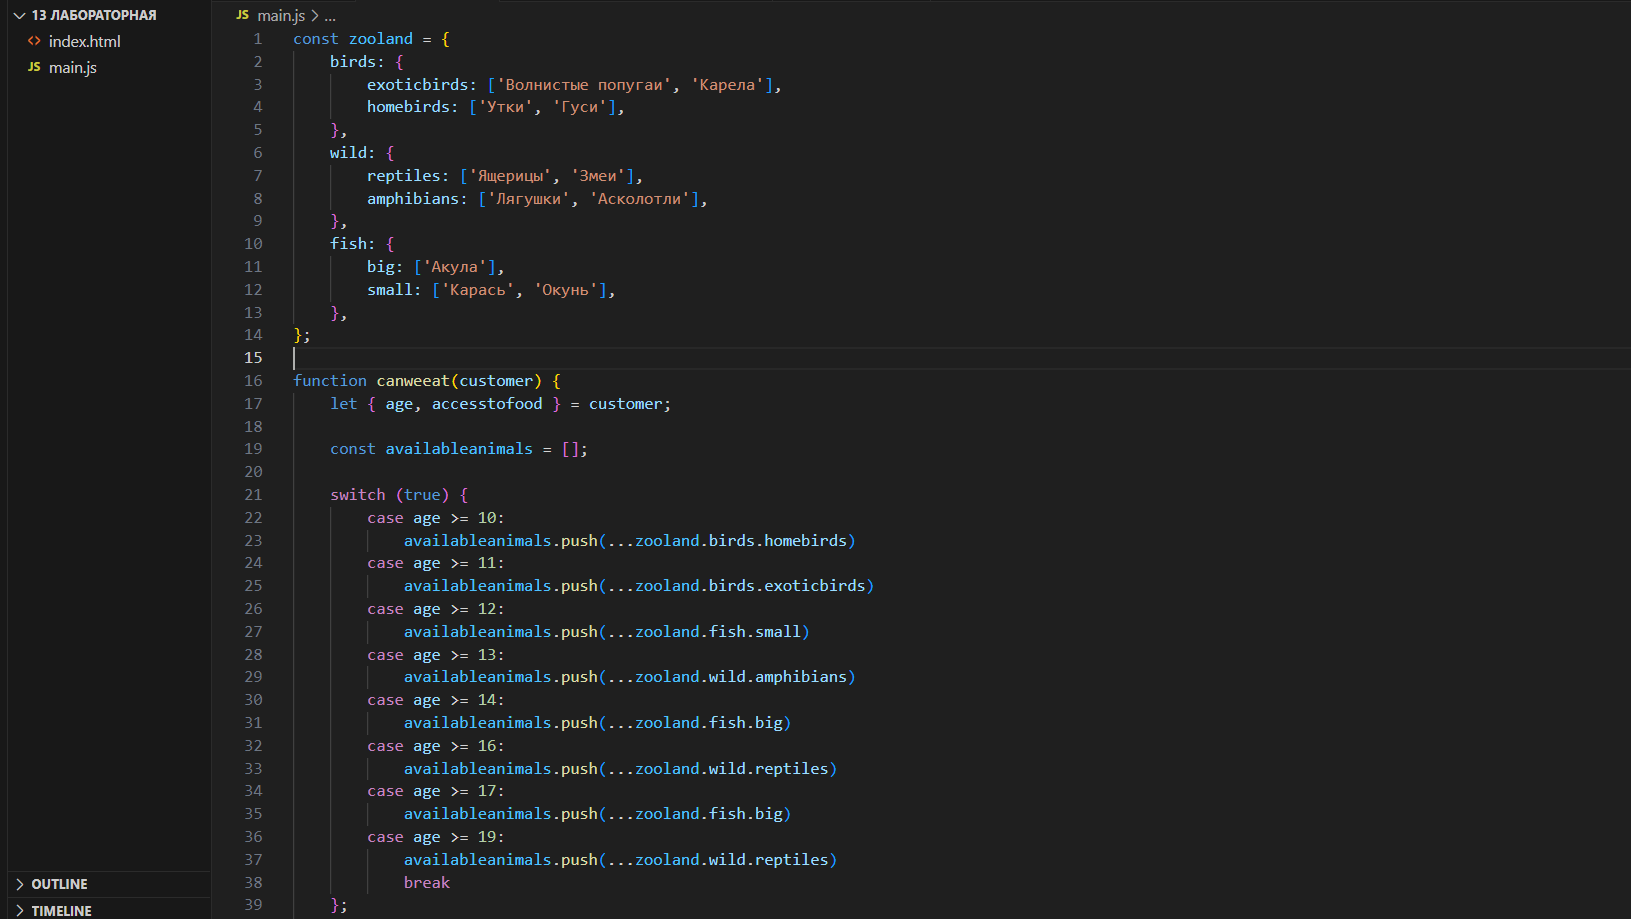 13 ЛАБОРАТОРНАЯ
<> index.html
JS main.js
OUTLINE
TIMELINE
JS main.js > ...
1 const zooland = {
2 birds: {
3 exoticbirds: ['Волнистые попугаи', 'Карела'],
4 homebirds: ['Утки', 'Гуси'],
5 },
6 wild: {
7 reptiles: ['Ящерицы', 'Змеи'],
8 amphibians: ['Лягушки', 'Асколотли'],
9 },
10 fish: {
11 big: ['Акула'],
12 small: ['Карась', 'Окунь'],
13 },
14 };
15
16 function canweeat(customer) {
17 let { age, accesstofood } = customer;
18
19 const availableanimals = [];
20
21 switch (true) {
22 case age >= 10:
23 availableanimals.push(...zooland.birds.homebirds)
24 case age >= 11:
25 availableanimals.push(...zooland.birds.exoticbirds)
26 case age >= 12:
27 availableanimals.push(...zooland.fish.small)
28 case age >= 13:
29 availableanimals.push(...zooland.wild.amphibians)
30 case age >= 14:
31 availableanimals.push(...zooland.fish.big)
32 case age >= 16:
33 availableanimals.push(...zooland.wild.reptiles)
34 case age >= 17:
35 availableanimals.push(...zooland.fish.big)
36 case age >= 19:
37 availableanimals.push(...zooland.wild.reptiles)
38 break
39 };